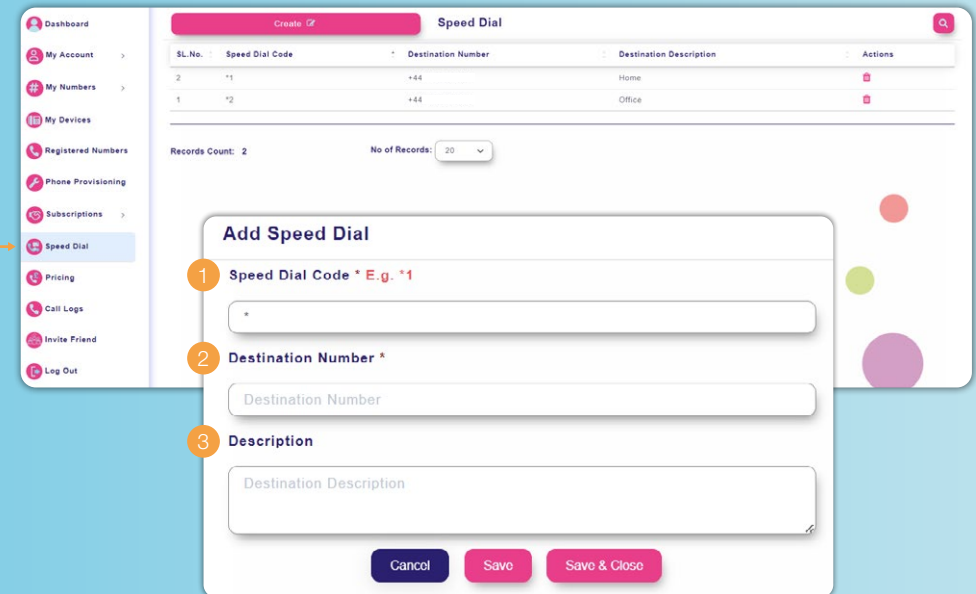 Dashboard
My Account
My Numbers
My Devices
Registered Numbers
Phone Provisioning
Subscriptions
Speed Dial
Pricing
Call Logs
Invite Friend
Log Out
Create
Speed Dial
SL.No. Speed Dial Code Destination Number Destination Description Actions
2 *1 +44 Home
1 *2 +44 Office
Records Count: 2 No of Records: 20
Add Speed Dial
1 Speed Dial Code * E.g. *1
*
2 Destination Number *
Destination Number
3 Description
Destination Description
Cancel Save Save & Close